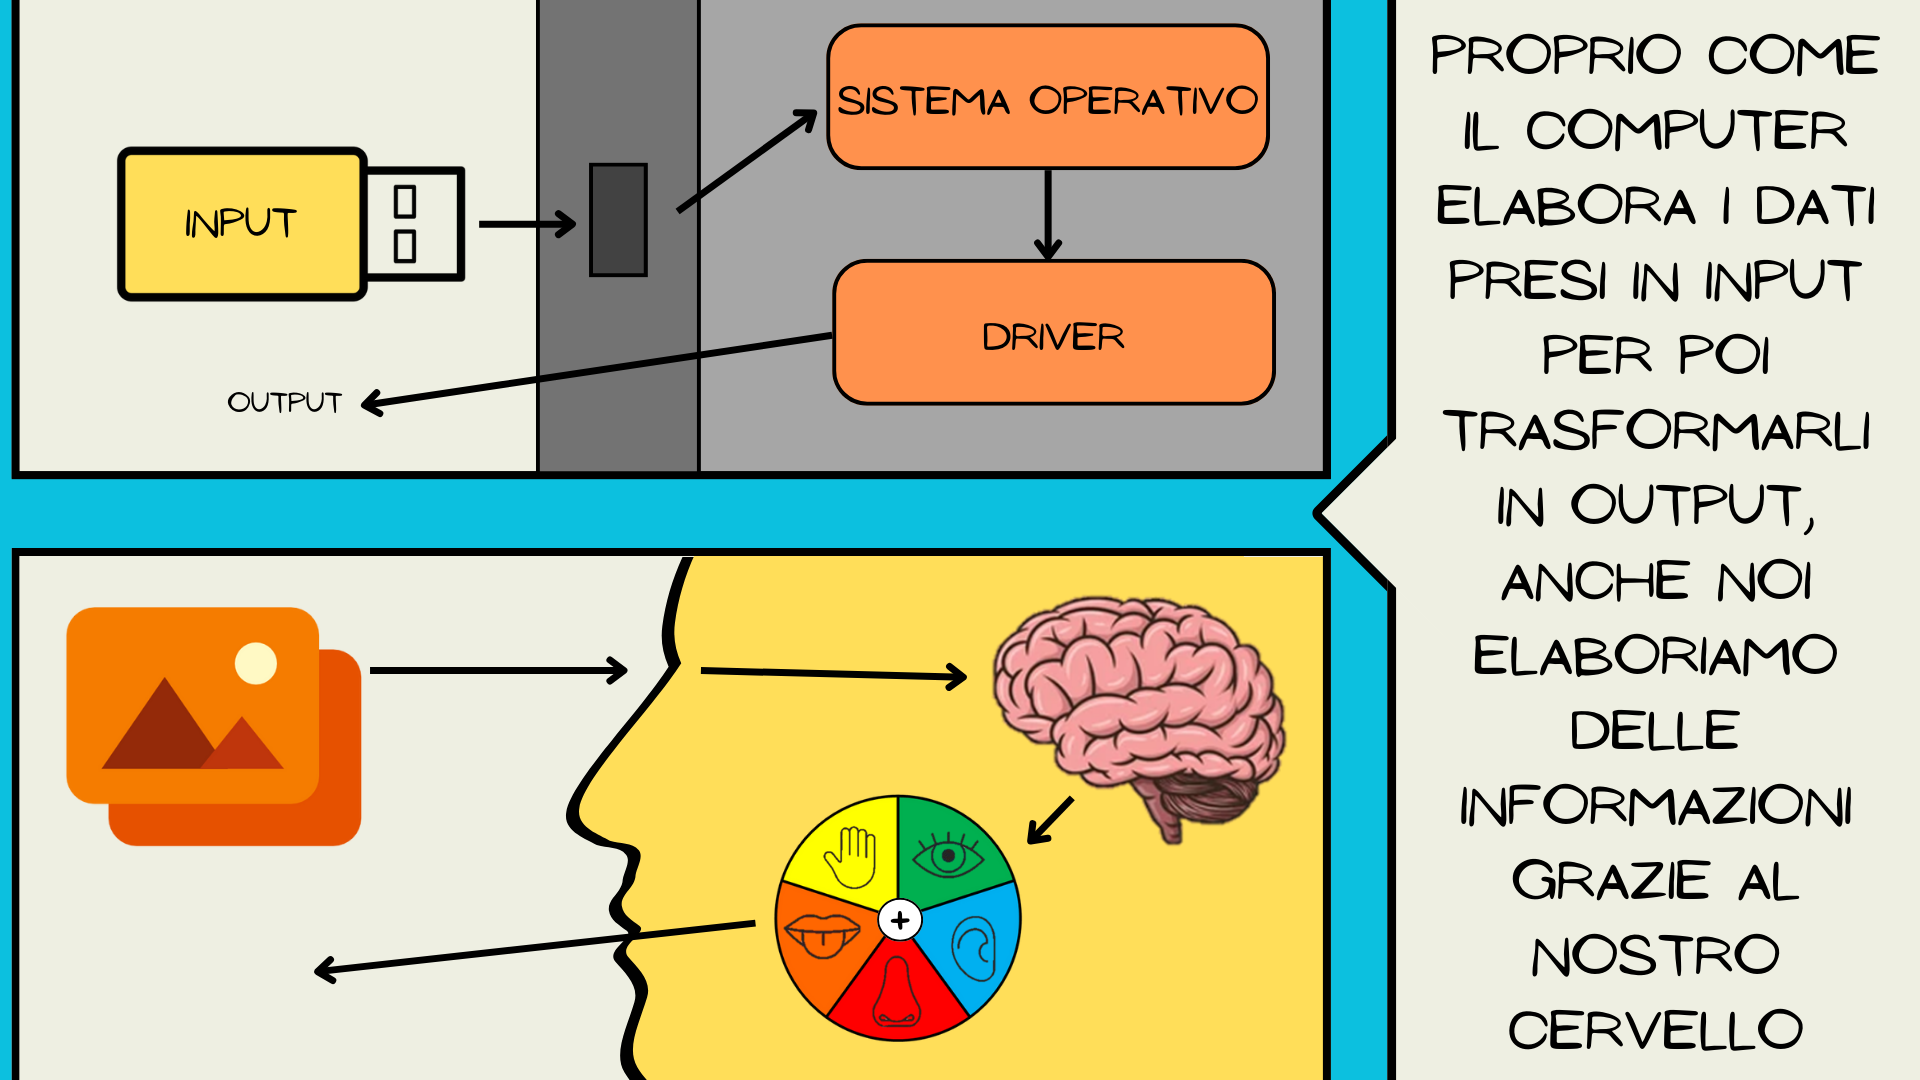 SISTEMA OPERATIVO
INPUT
DRIVER
OUTPUT
PROPRIO COME
IL COMPUTER
ELABORA I DATI
PRESI IN INPUT
PER POI
TRASFORMARLI
IN OUTPUT,
ANCHE NOI
ELABORIAMO
DELLE
INFORMAZIONI
GRAZIE AL
NOSTRO
CERVELLO